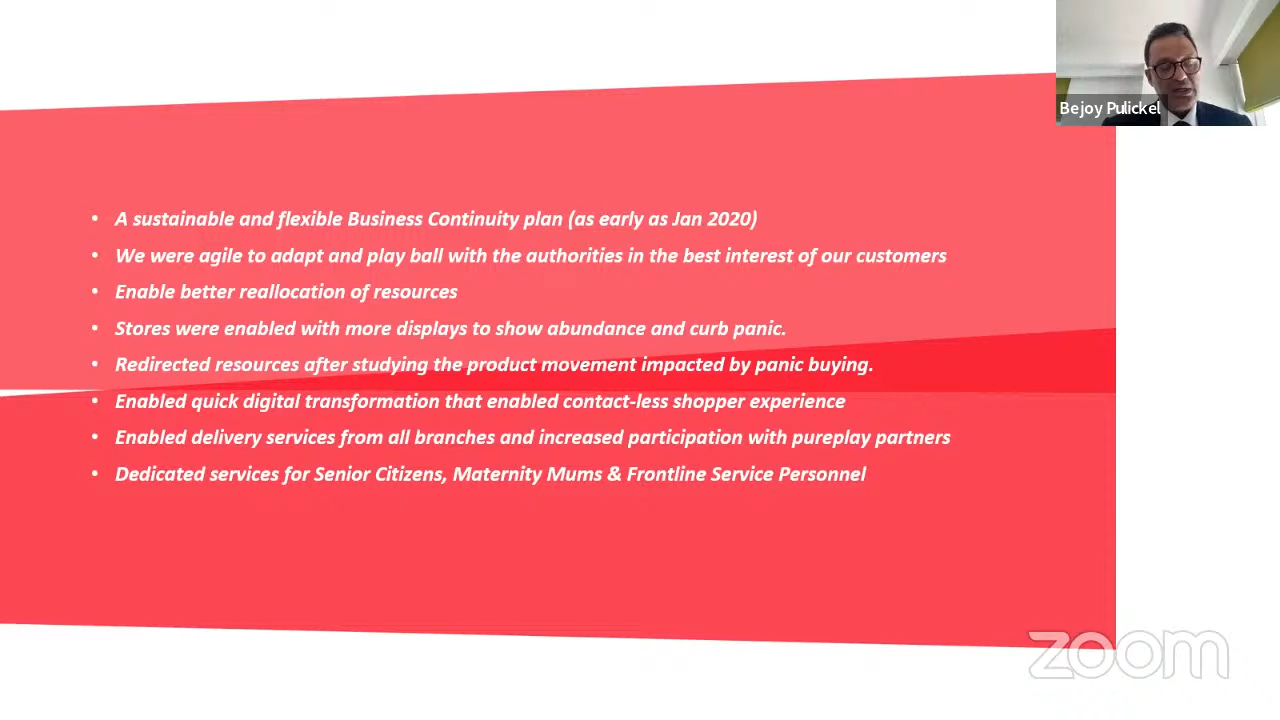 Bejoy Pulickel
• A sustainable and flexible Business Continuity plan (as early as Jan 2020)
• We were agile to adapt and play ball with the authorities in the best interest of our customers
• Enable better reallocation of resources
• Stores were enabled with more displays to show abundance and curb panic.
• Redirected resources after studying the product movement impacted by panic buying.
• Enabled quick digital transformation that enabled contact-less shopper experience
• Enabled delivery services from all branches and increased participation with pureplay partners
• Dedicated services for Senior Citizens, Maternity Mums & Frontline Service Personnel
zoom